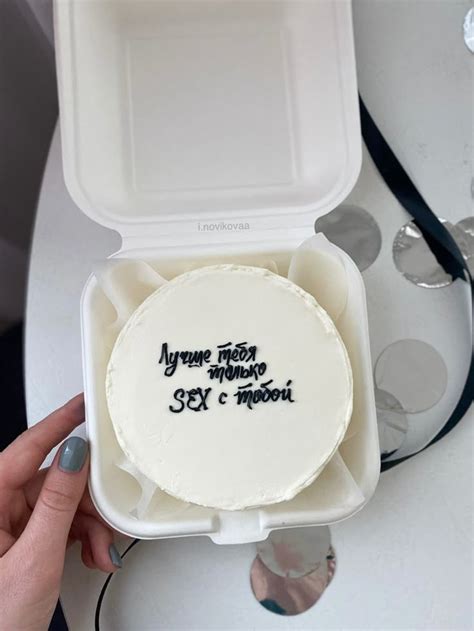 i.novikovaa
Лучше тебя
только
SEX с тобой